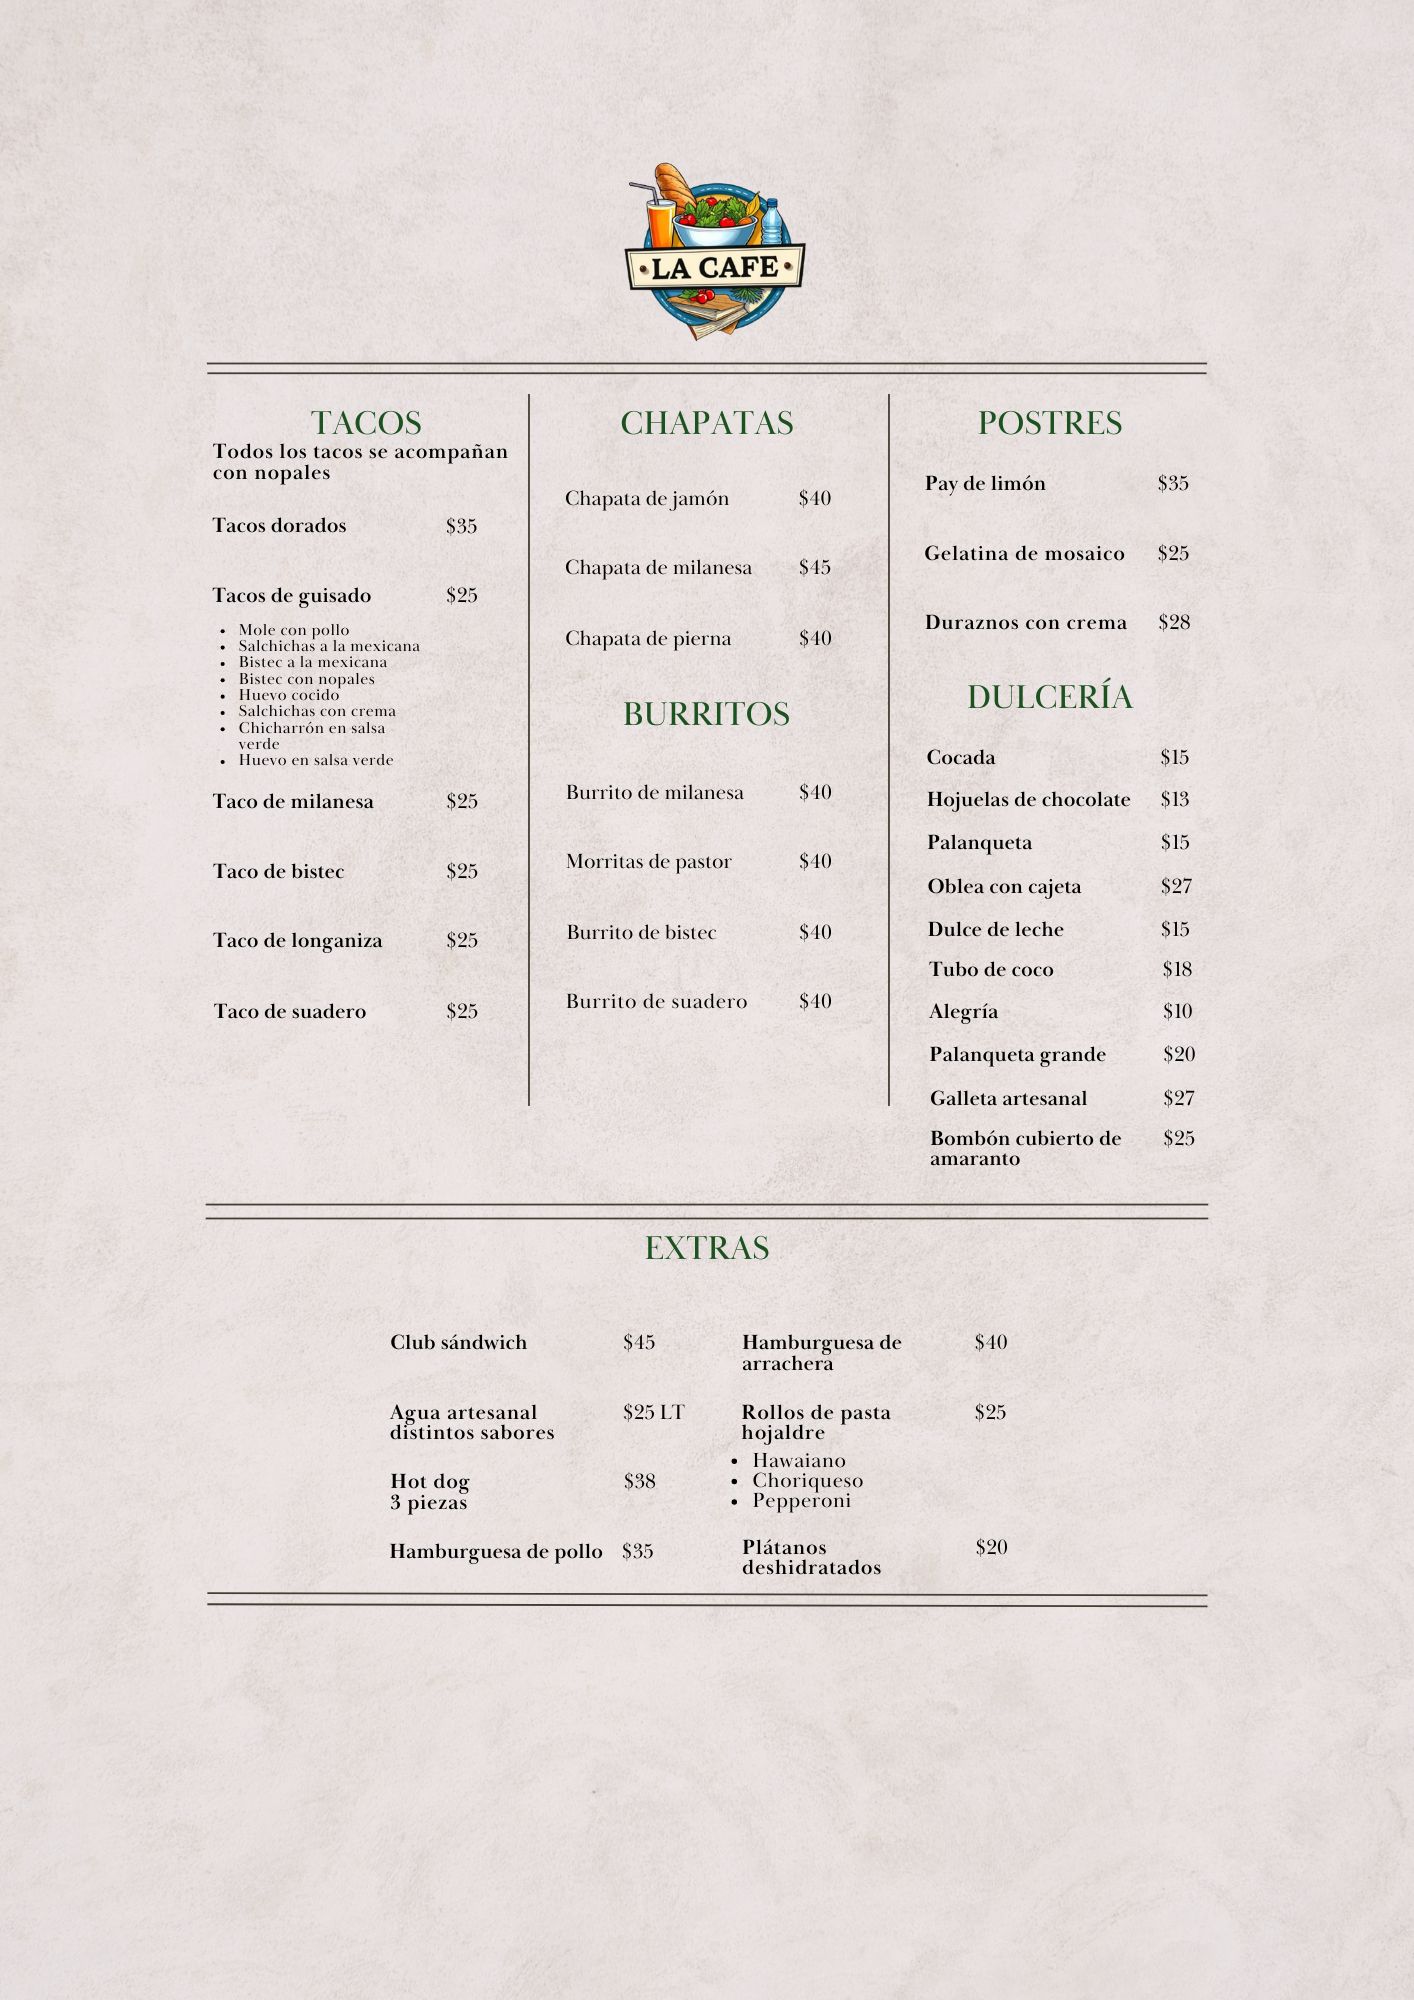 LA CAFE
TACOS
Todos los tacos se acompañan
con nopales
Tacos dorados $35
Tacos de guisado $25
• Mole con pollo
• Salchichas a la mexicana
• Bistec a la mexicana
• Bistec con nopales
• Huevo cocido
• Salchichas con crema
• Chicharrón en salsa
verde
• Huevo en salsa verde
Taco de milanesa $25
Taco de bistec $25
Taco de longaniza $25
Taco de suadero $25
CHAPATAS
Chapata de jamón $40
Chapata de milanesa $45
Chapata de pierna $40
BURRITOS
Burrito de milanesa $40
Morritas de pastor $40
Burrito de bistec $40
Burrito de suadero $40
POSTRES
Pay de limón $35
Gelatina de mosaico $25
Duraznos con crema $28
DULCERÍA
Cocada $15
Hojuelas de chocolate $13
Palanqueta $15
Oblea con cajeta $27
Dulce de leche $15
Tubo de coco $18
Alegría $10
Palanqueta grande $20
Galleta artesanal $27
Bombón cubierto de $25
amaranto
EXTRAS
Club sándwich $45
Agua artesanal $25 LT
distintos sabores
Hot dog $38
3 piezas
Hamburguesa de pollo $35
Hamburguesa de $40
arrachera
Rollos de pasta $25
hojaldre
• Hawaiano
• Choriqueso
• Pepperoni
Plátanos $20
deshidratados